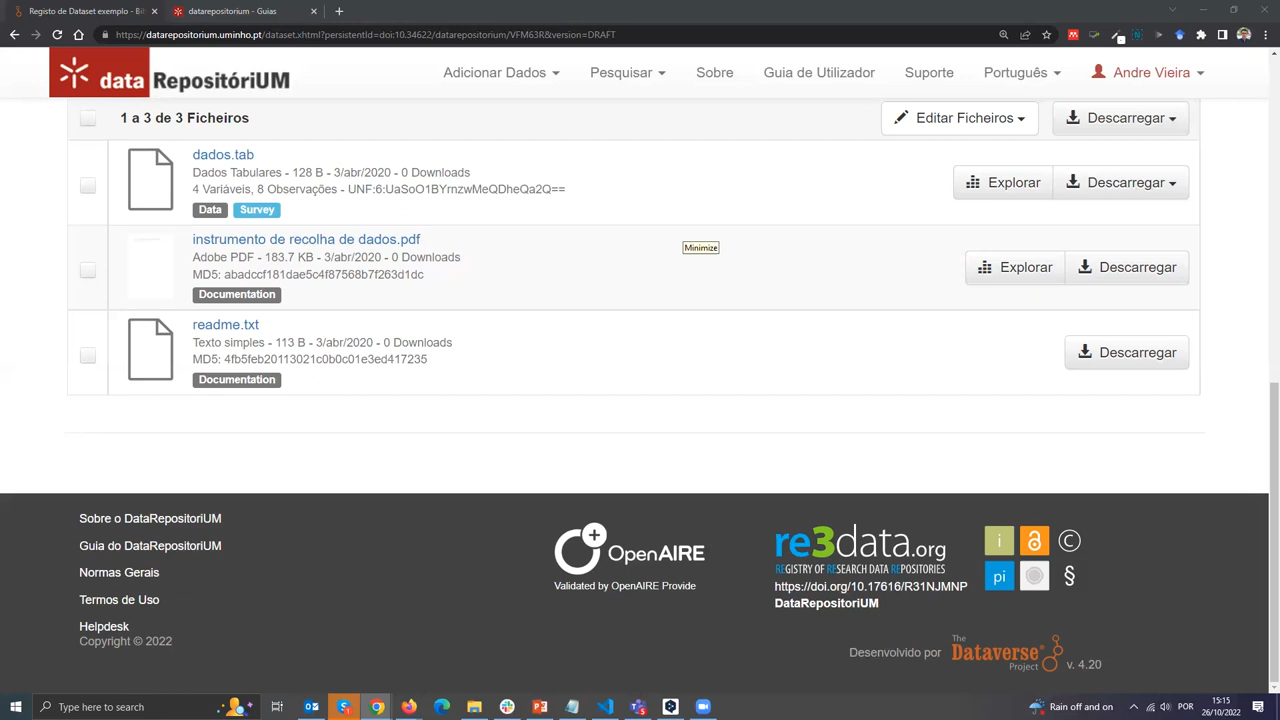 Registo de Dataset exemplo - Bi
datarepositorium - Guias
https://datarepositorium.uminho.pt/dataset.xhtml?persistentId=doi:10.34622/datarepositorium/VFM63R&version=DRAFT
data RepositóriUM
Adicionar Dados
Pesquisar
Sobre
Guia de Utilizador
Suporte
Português
Andre Vieira
1 a 3 de 3 Ficheiros
Editar Ficheiros
Descarregar
dados.tab
Dados Tabulares - 128 B - 3/abr/2020 - 0 Downloads
4 Variáveis, 8 Observações - UNF:6:UaSoO1BYrnzwMeQDheQa2Q==
Data Survey
Explorar
Descarregar
instrumento de recolha de dados.pdf
Adobe PDF - 183.7 KB - 3/abr/2020 - 0 Downloads
MD5: abadccf181dae5c4f87568b7f263d1dc
Documentation
Minimize
Explorar
Descarregar
readme.txt
Texto simples - 113 B - 3/abr/2020 - 0 Downloads
MD5: 4fb5feb20113021c0b0c01e3ed417235
Documentation
Descarregar
Sobre o DataRepositoriUM
Guia do DataRepositoriUM
Normas Gerais
Termos de Uso
Helpdesk
Copyright © 2022
OpenAIRE
Validated by OpenAIRE Provide
re3data.org
REGISTRY OF RESEARCH DATA REPOSITORIES
https://doi.org/10.17616/R31NJMNP
DataRepositoriUM
i
©
pi
§
Desenvolvido por
The
Dataverse®
Project
v. 4.20
Type here to search
Rain off and on
POR
15:15
26/10/2022